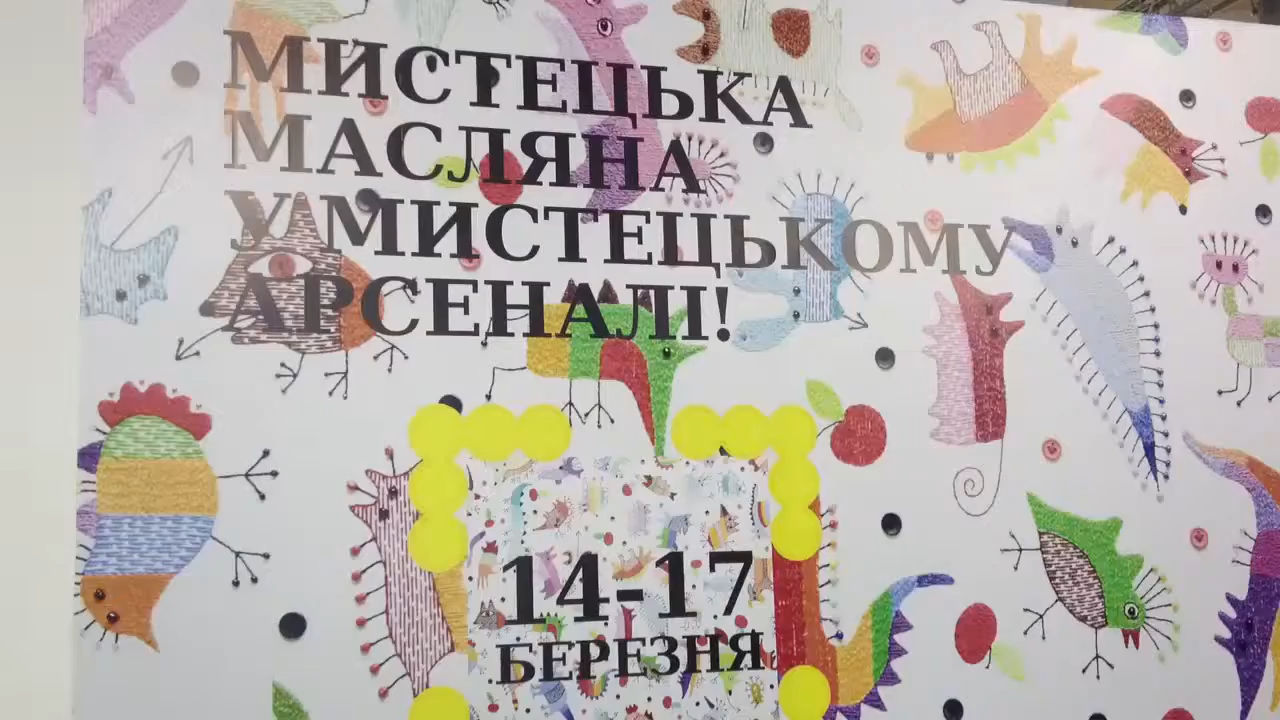 МИСТЕЦЬКА
МАСЛЯНА
У МИСТЕЦЬКОМУ
АРСЕНАЛІ!
14-17
БЕРЕЗНЯ